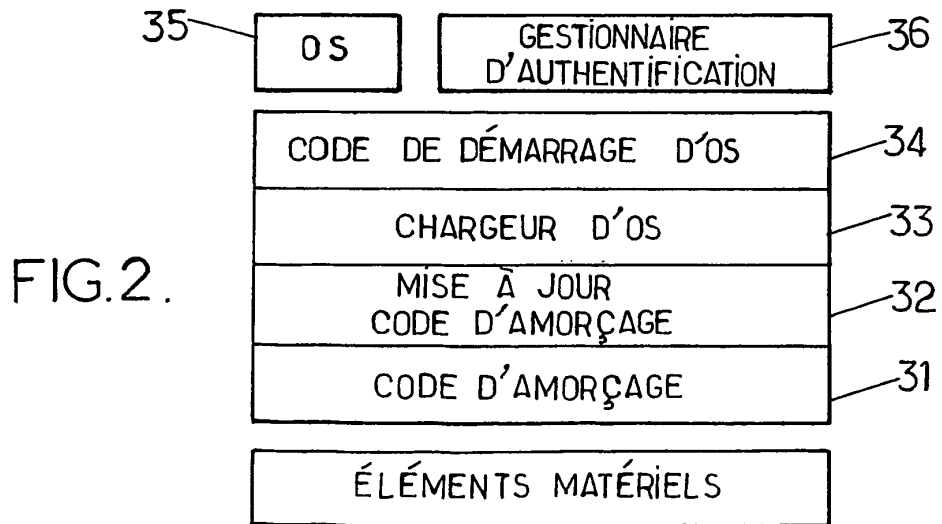 35
OS
GESTIONNAIRE
D'AUTHENTIFICATION
36
CODE DE DÉMARRAGE D'OS
34
CHARGEUR D'OS
33
FIG.2.
MISE À JOUR
CODE D'AMORÇAGE
32
CODE D'AMORÇAGE
31
ÉLÉMENTS MATÉRIELS